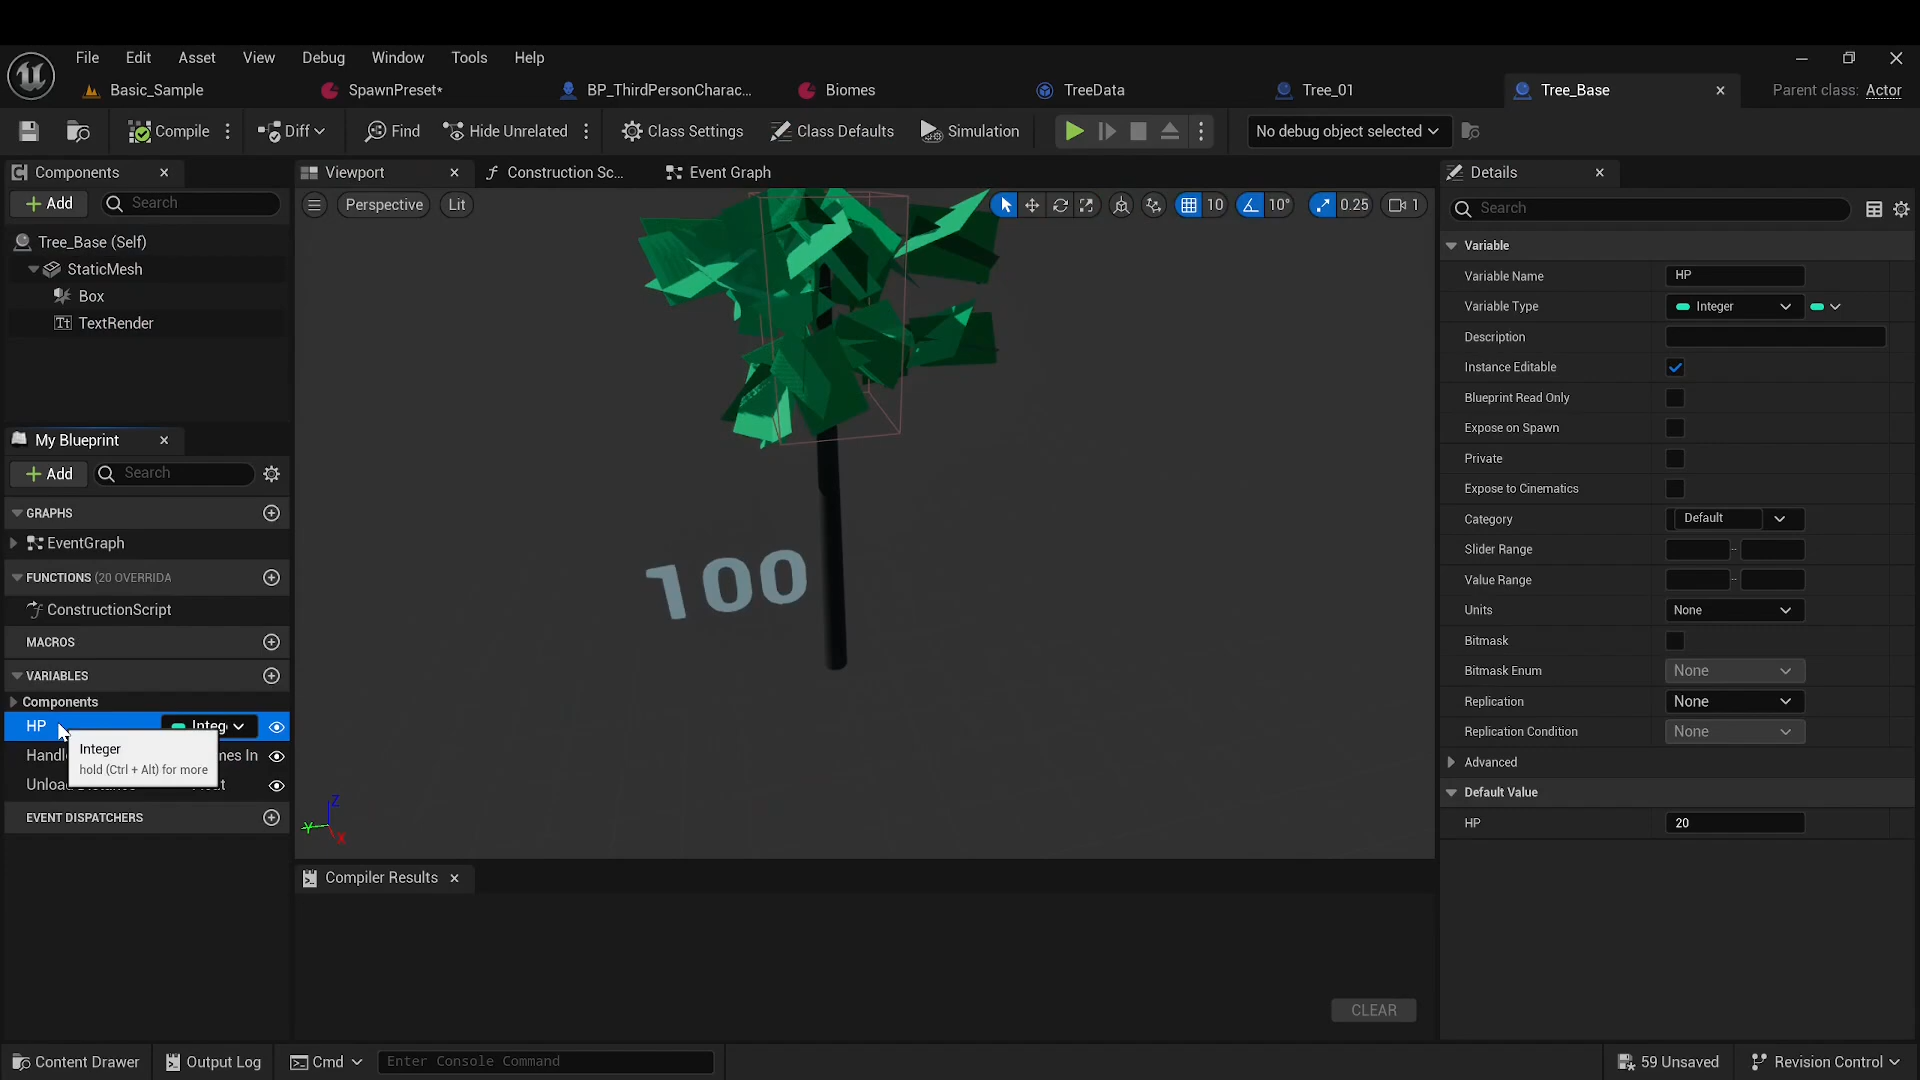 File Edit Asset View Debug Window Tools Help
Basic_Sample SpawnPreset* BP_ThirdPersonCharac... Biomes TreeData Tree_01 Tree_Base Parent class: Actor
Compile Diff Find Hide Unrelated Class Settings Class Defaults Simulation No debug object selected
Components Viewport Construction Sc... Event Graph Details
Add Search Perspective Lit 10 10° 0.25 1 Search
Tree_Base (Self)
StaticMesh
Box
TextRender
My Blueprint
Add Search
GRAPHS
EventGraph
FUNCTIONS (20 OVERRIDA
ConstructionScript
MACROS
VARIABLES
Components
HP Integ
Integer
hold (Ctrl + Alt) for more
Handl mes In
Unload
EVENT DISPATCHERS
100
Z
Y
X
Compiler Results
CLEAR
Variable
Variable Name HP
Variable Type Integer
Description
Instance Editable
Blueprint Read Only
Expose on Spawn
Private
Expose to Cinematics
Category Default
Slider Range
Value Range
Units None
Bitmask
Bitmask Enum None
Replication None
Replication Condition None
Advanced
Default Value
HP 20
Content Drawer Output Log Cmd Enter Console Command 59 Unsaved Revision Control